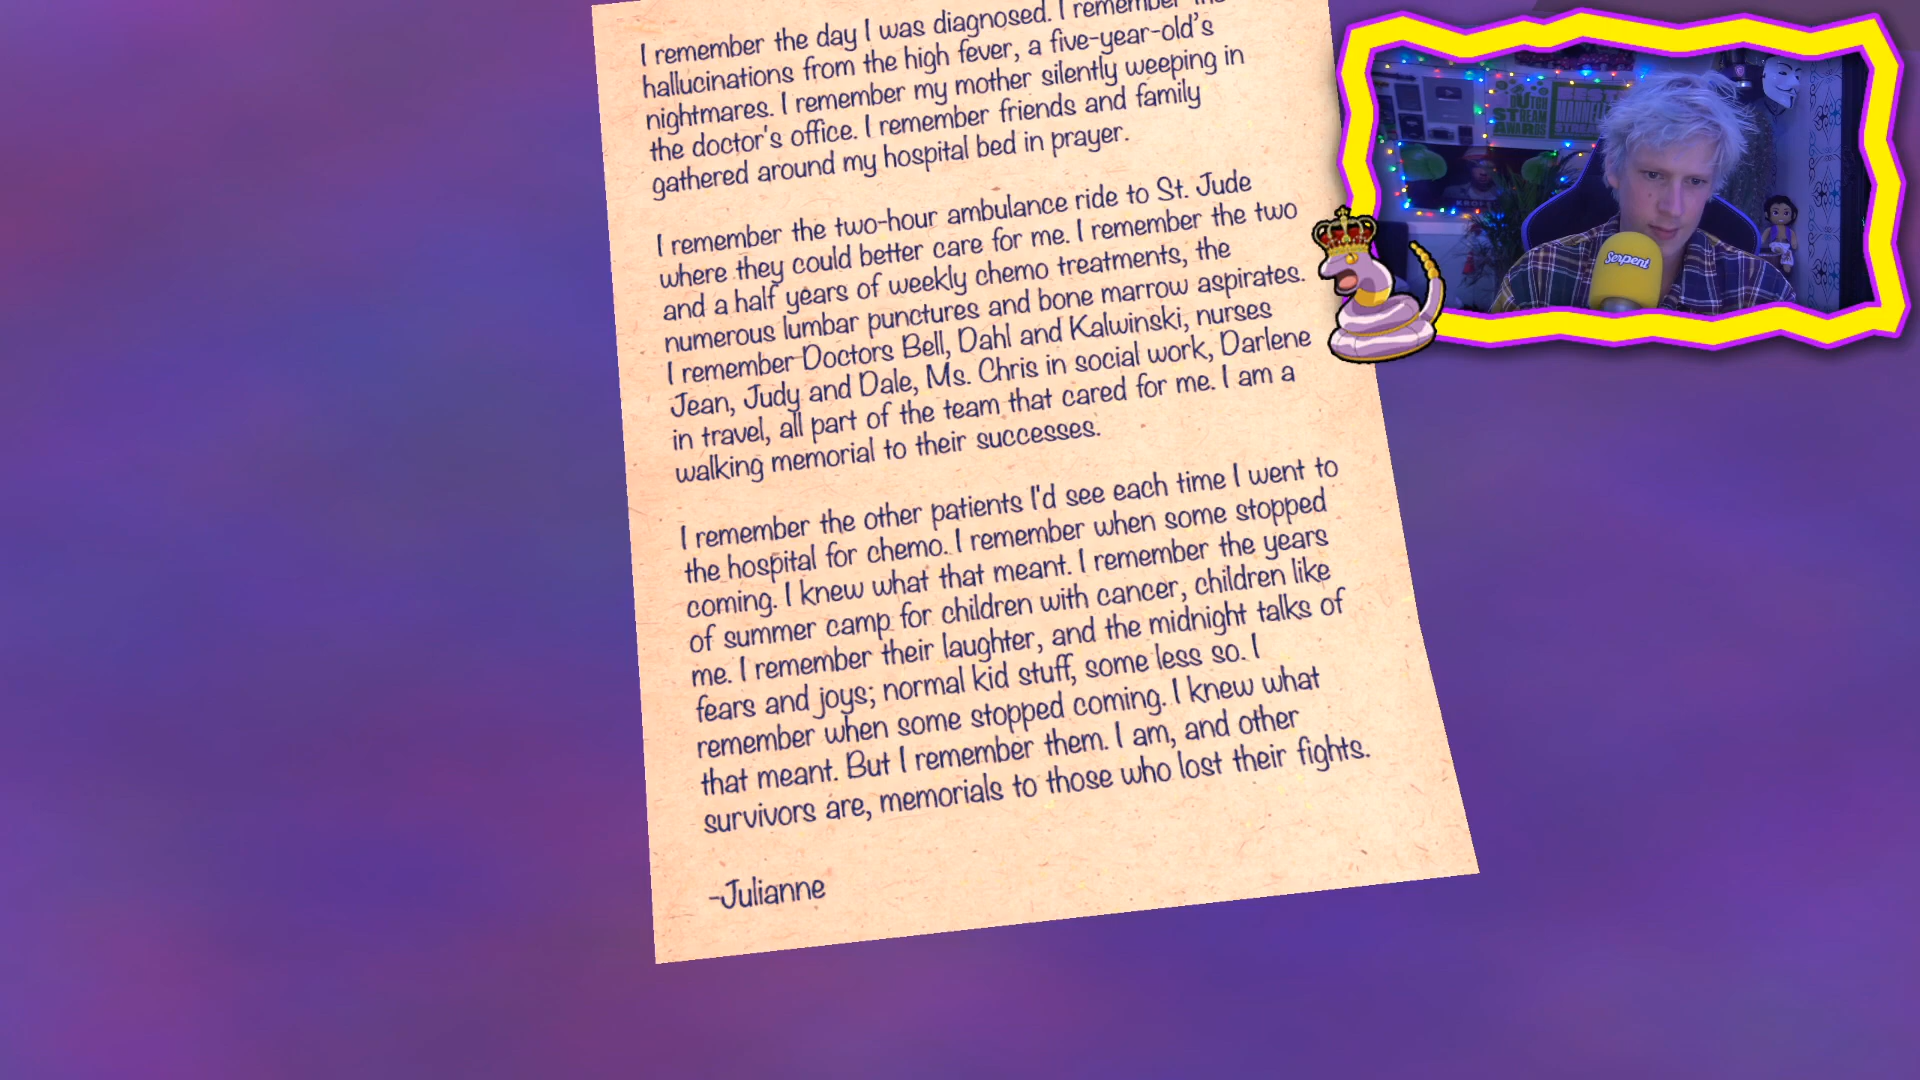 I remember the day I was diagnosed. I remember the
hallucinations from the high fever, a five-year-old's
nightmares. I remember my mother silently weeping in
the doctor's office. I remember friends and family
gathered around my hospital bed in prayer.
I remember the two-hour ambulance ride to St. Jude
where they could better care for me. I remember the two
and a half years of weekly chemo treatments, the
numerous lumbar punctures and bone marrow aspirates.
I remember Doctors Bell, Dahl and Kalwinski, nurses
Jean, Judy and Dale, Ms. Chris in social work, Darlene
in travel, all part of the team that cared for me. I am a
walking memorial to their successes.
I remember the other patients I'd see each time I went to
the hospital for chemo. I remember when some stopped
coming. I knew what that meant. I remember the years
of summer camp for children with cancer, children like
me. I remember their laughter, and the midnight talks of
fears and joys; normal kid stuff, some less so. I
remember when some stopped coming. I knew what
that meant. But I remember them. I am, and other
survivors are, memorials to those who lost their fights.
-Julianne
DUTCH
STREAM
AWARDS
Serpent